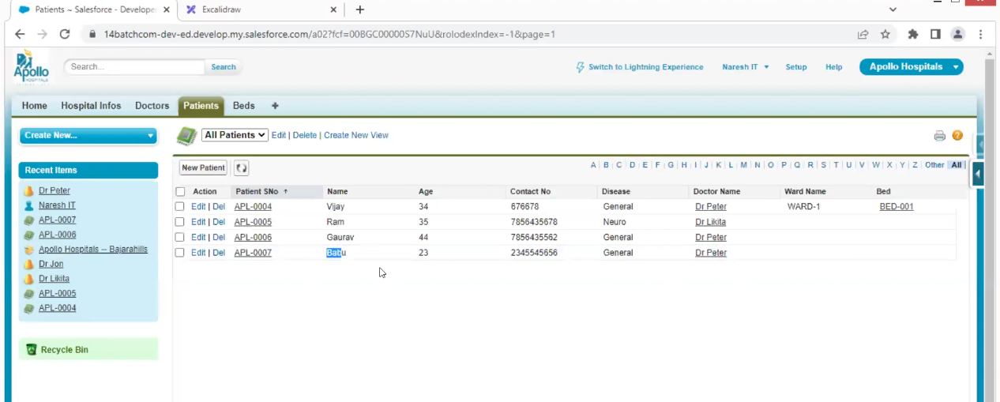 Patients ~ Salesforce - Develope
Excalidraw
14batchcom-dev-ed.develop.my.salesforce.com/a02?fcf=00BGC00000S7NuU&rolodexIndex=-1&page=1
Apollo
HOSPITALS
Search...
Search
Switch to Lightning Experience
Naresh IT
Setup
Help
Apollo Hospitals
Home Hospital Infos Doctors Patients Beds
Create New...
All Patients Edit | Delete | Create New View
Recent Items
Dr Peter
Naresh IT
APL-0007
APL-0006
Apollo Hospitals -- Bajarahills
Dr Jon
Dr Likita
APL-0005
APL-0004
Recycle Bin
New Patient
A | B | C | D | E | F | G | H | I | J | K | L | M | N | O | P | Q | R | S | T | U | V | W | X | Y | Z | Other | All
Action Patient SNo Name Age Contact No Disease Doctor Name Ward Name Bed
Edit | Del APL-0004 Vijay 34 676678 General Dr Peter WARD-1 BED-001
Edit | Del APL-0005 Ram 35 7856435678 Neuro Dr Likita
Edit | Del APL-0006 Gaurav 44 7856435562 General Dr Peter
Edit | Del APL-0007 Babu 23 2345545656 General Dr Peter